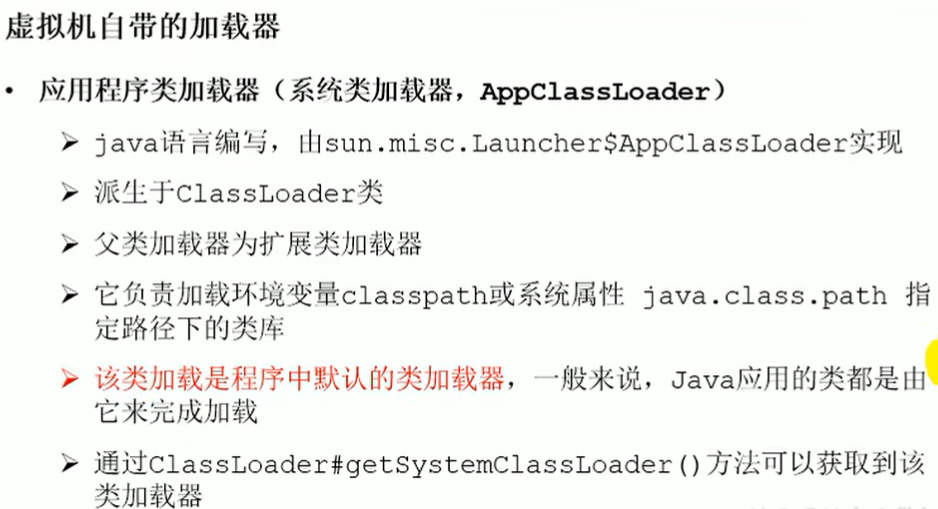 虚拟机自带的加载器
• 应用程序类加载器（系统类加载器，AppClassLoader）
➢ java语言编写，由sun.misc.Launcher$AppClassLoader实现
➢ 派生于ClassLoader类
➢ 父类加载器为扩展类加载器
➢ 它负责加载环境变量classpath或系统属性 java.class.path 指
定路径下的类库
➢ 该类加载是程序中默认的类加载器，一般来说，Java应用的类都是由
它来完成加载
➢ 通过ClassLoader#getSystemClassLoader()方法可以获取到该
类加载器